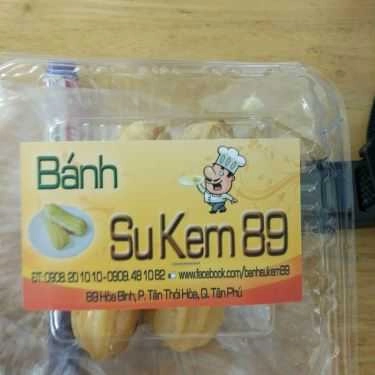 Bánh
Su Kem 89
ĐT: 0908. 20 10 10 - 0909. 48 10 82 www.facebook.com/banhsukem89
89 Hòa Bình, P. Tân Thới Hòa, Q. Tân Phú